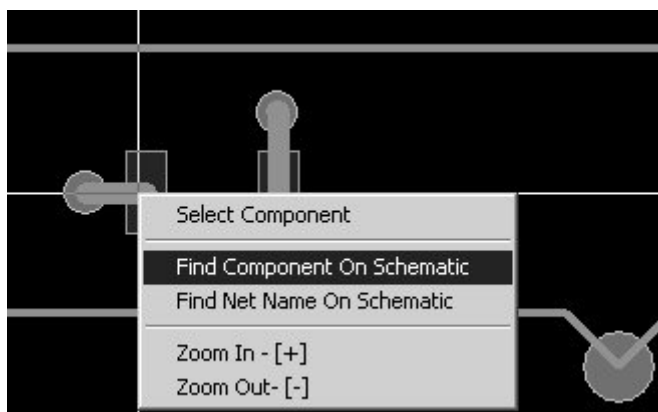 Select Component
Find Component On Schematic
Find Net Name On Schematic
Zoom In - [+]
Zoom Out- [-]